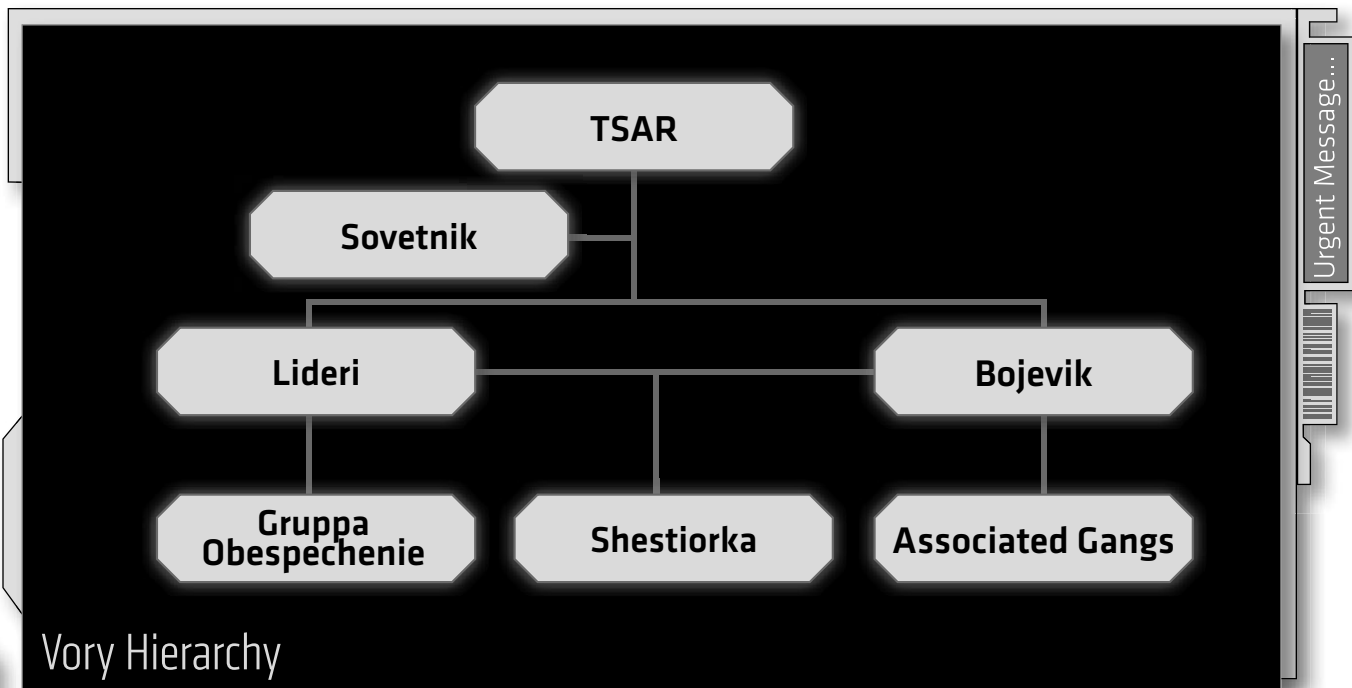 TSAR
Sovetnik
Lideri
Bojevik
Gruppa
Obespechenie
Shestiorka
Associated Gangs
Vory Hierarchy
Urgent Message...